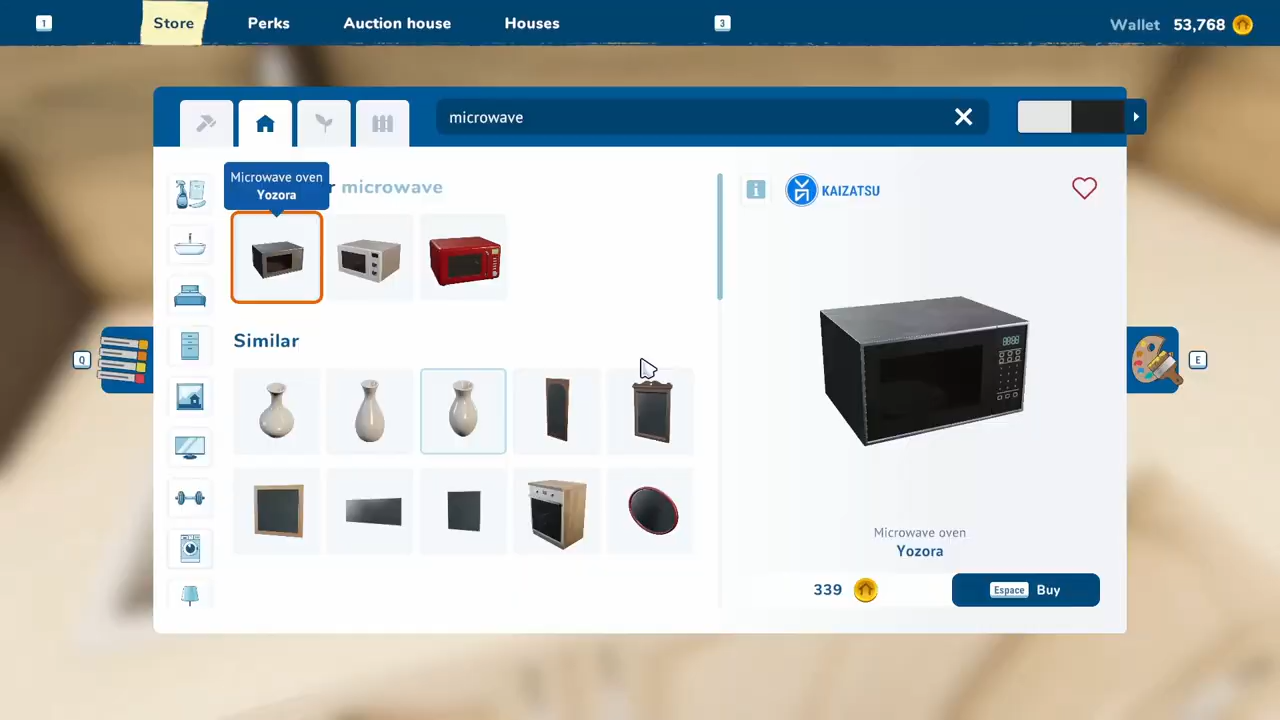 1 Store Perks Auction house Houses 3 Wallet 53,768
microwave
Microwave oven
Yozora
r microwave
i KAIZATSU
Similar
Q
E
Microwave oven
Yozora
339 Espace Buy